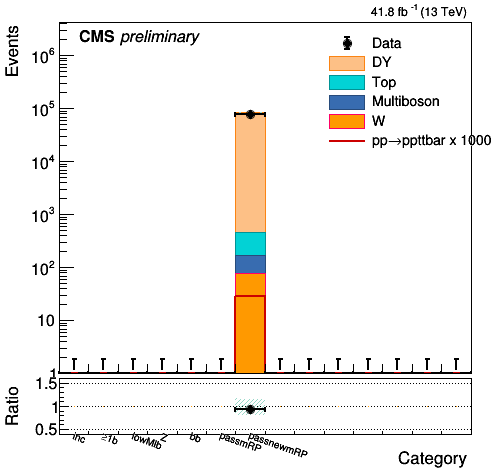 41.8 fb⁻¹ (13 TeV)
CMS preliminary
Events
Data
DY
Top
Multiboson
W
pp→ppttbar x 1000
10⁶
10⁵
10⁴
10³
10²
10
1
Ratio
1.5
1
0.5
inc
≥1b
lowMlb
Z
bb
passmRP
passnewmRP
Category